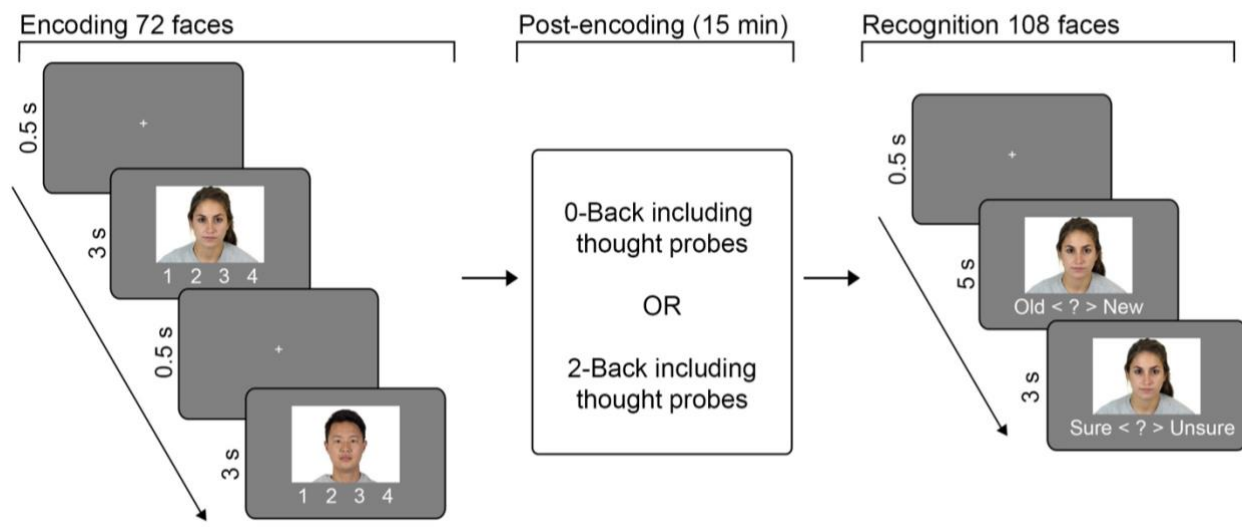 Encoding 72 faces
0.5 s
3 s
1 2 3 4
0.5 s
3 s
1 2 3 4
Post-encoding (15 min)
0-Back including
thought probes
OR
2-Back including
thought probes
Recognition 108 faces
0.5 s
5 s
Old < ? > New
3 s
Sure < ? > Unsure